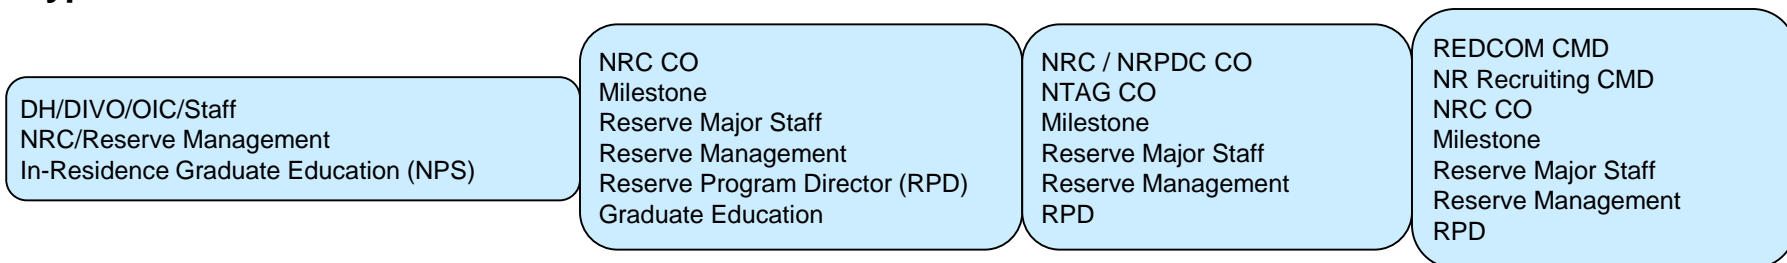 DH/DIVO/OIC/Staff
NRC/Reserve Management
In-Residence Graduate Education (NPS)
NRC CO
Milestone
Reserve Major Staff
Reserve Management
Reserve Program Director (RPD)
Graduate Education
NRC / NRPDC CO
NTAG CO
Milestone
Reserve Major Staff
Reserve Management
RPD
REDCOM CMD
NR Recruiting CMD
NRC CO
Milestone
Reserve Major Staff
Reserve Management
RPD